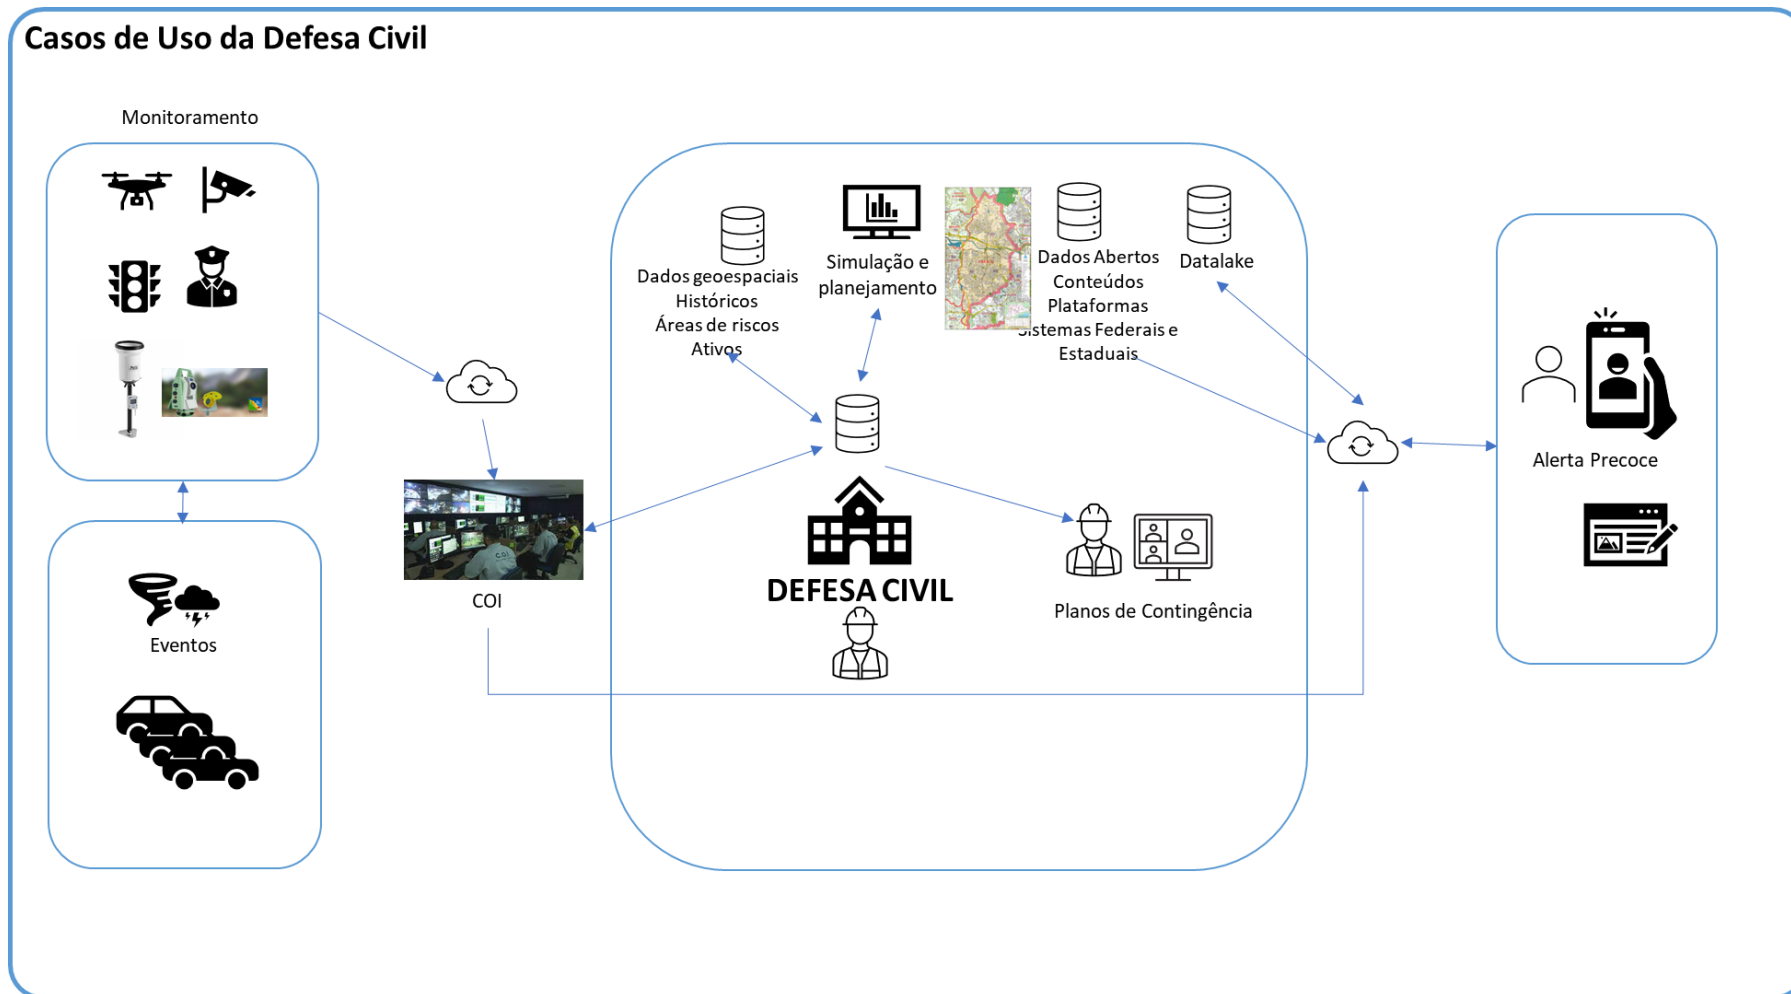 Casos de Uso da Defesa Civil
Monitoramento
Eventos
COI
Dados geoespaciais
Históricos
Áreas de riscos
Ativos
Simulação e
planejamento
Dados Abertos
Conteúdos
Plataformas
Sistemas Federais e
Estaduais
Datalake
DEFESA CIVIL
Planos de Contingência
Alerta Precoce